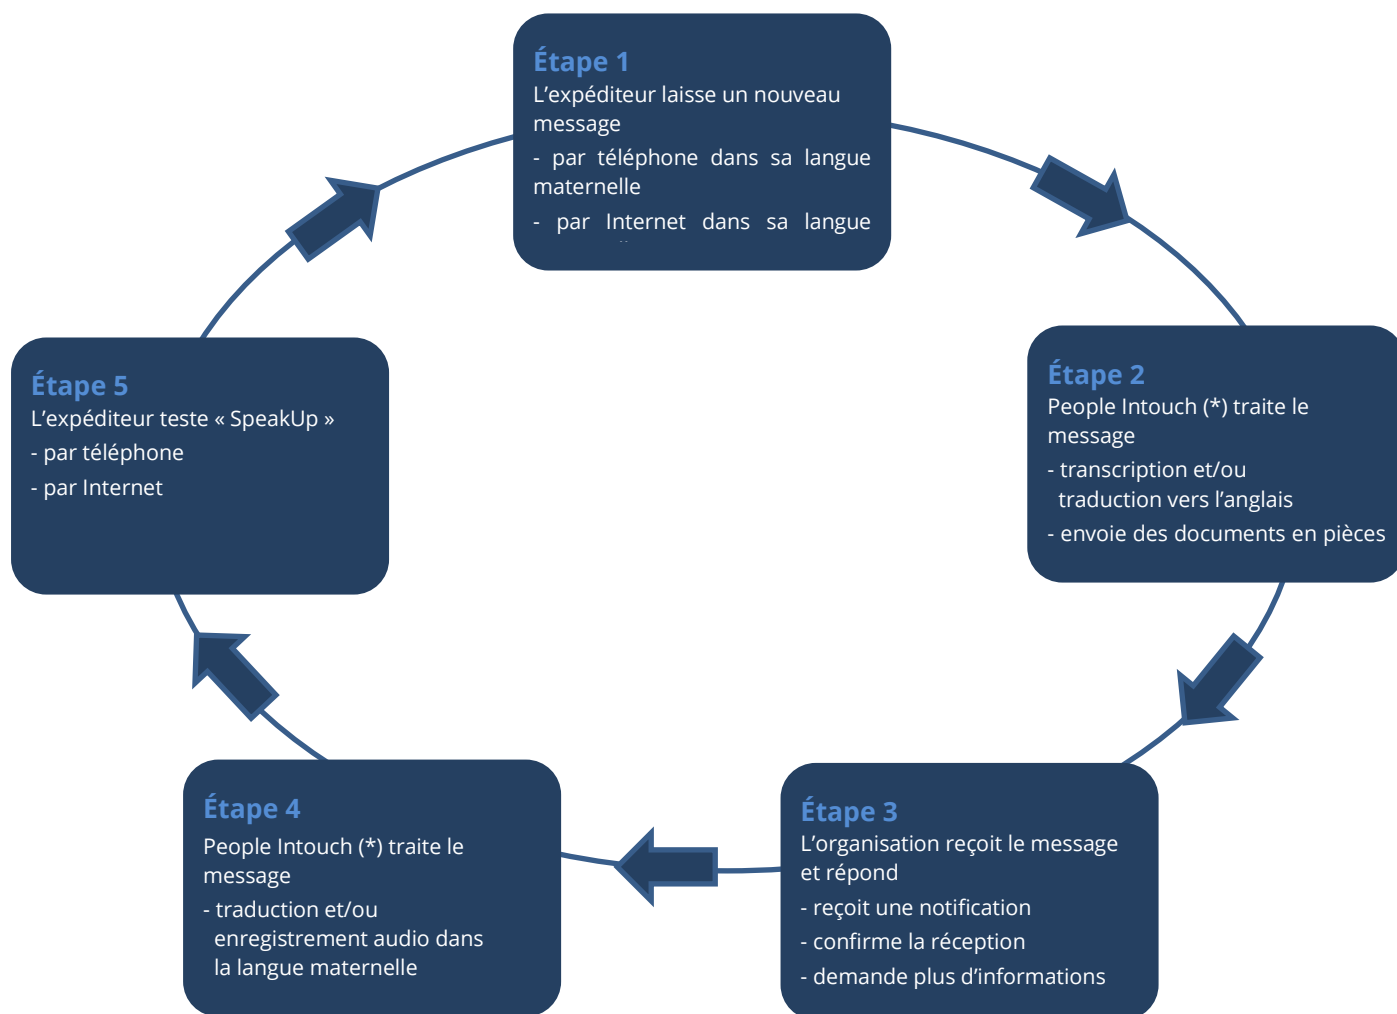 Étape 1
L’expéditeur laisse un nouveau
message
- par téléphone dans sa langue
maternelle
- par Internet dans sa langue
Étape 2
People Intouch (*) traite le
message
- transcription et/ou
traduction vers l’anglais
- envoie des documents en pièces
Étape 3
L’organisation reçoit le message
et répond
- reçoit une notification
- confirme la réception
- demande plus d’informations
Étape 4
People Intouch (*) traite le
message
- traduction et/ou
enregistrement audio dans
la langue maternelle
Étape 5
L’expéditeur teste « SpeakUp »
- par téléphone
- par Internet